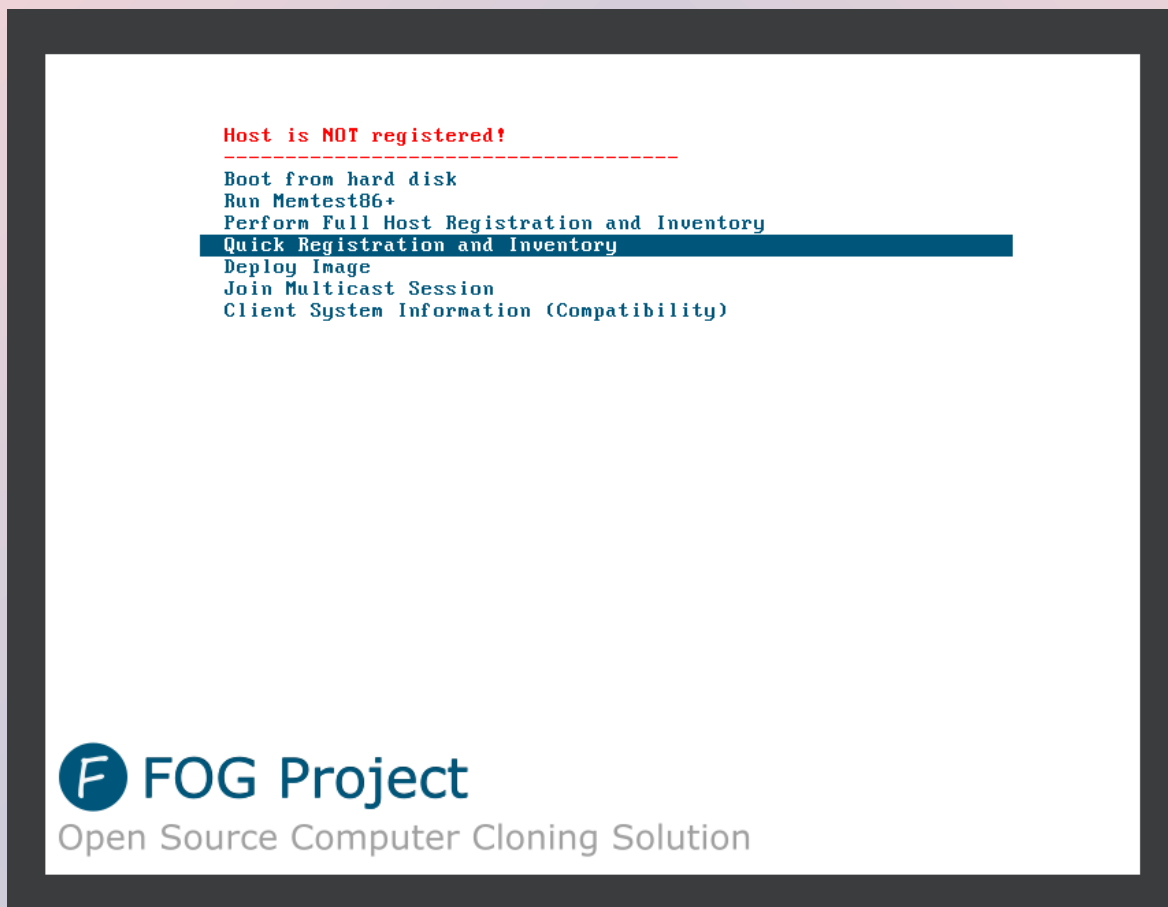 Host is NOT registered!
-------------------------------------
Boot from hard disk
Run Memtest86+
Perform Full Host Registration and Inventory
Quick Registration and Inventory
Deploy Image
Join Multicast Session
Client System Information (Compatibility)
F FOG Project
Open Source Computer Cloning Solution